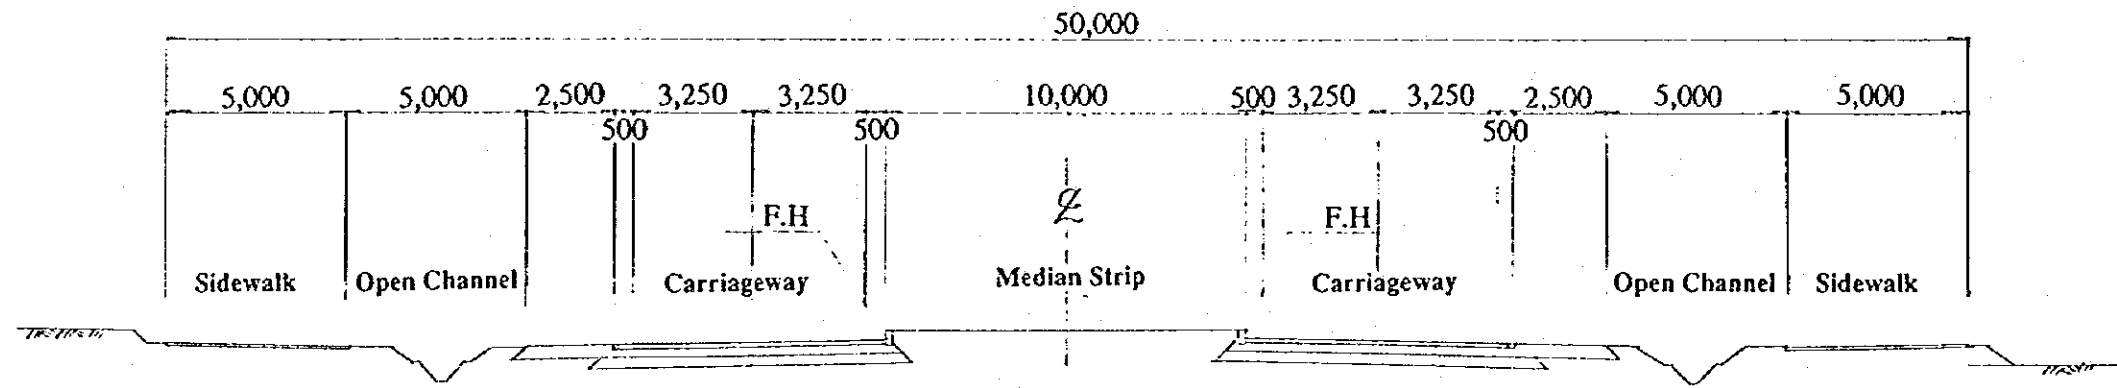 50,000
5,000 5,000 2,500 3,250 3,250 10,000 500 3,250 3,250 2,500 5,000 5,000
500 500 500
℄
F.H F.H
Sidewalk Open Channel Carriageway Median Strip Carriageway Open Channel Sidewalk